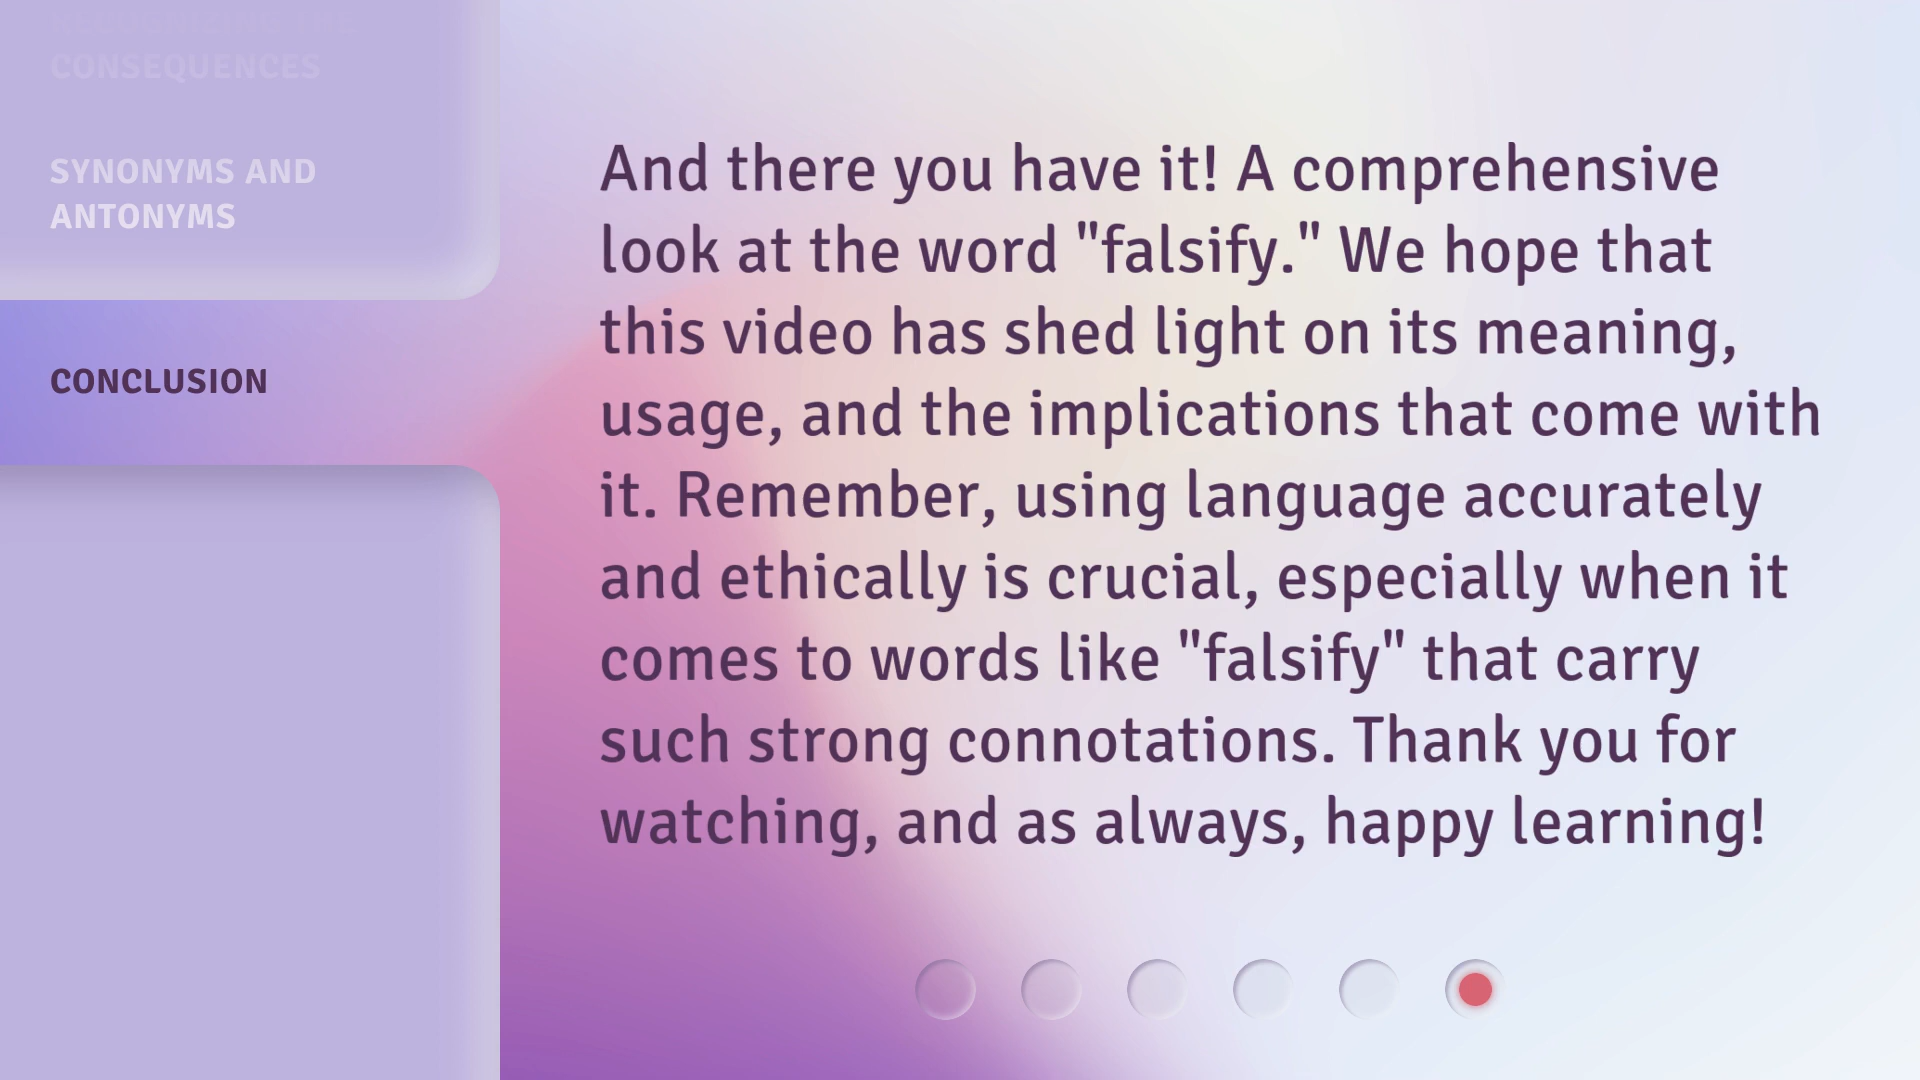 CONSEQUENCES
SYNONYMS AND
ANTONYMS
CONCLUSION
And there you have it! A comprehensive
look at the word "falsify." We hope that
this video has shed light on its meaning,
usage, and the implications that come with
it. Remember, using language accurately
and ethically is crucial, especially when it
comes to words like "falsify" that carry
such strong connotations. Thank you for
watching, and as always, happy learning!